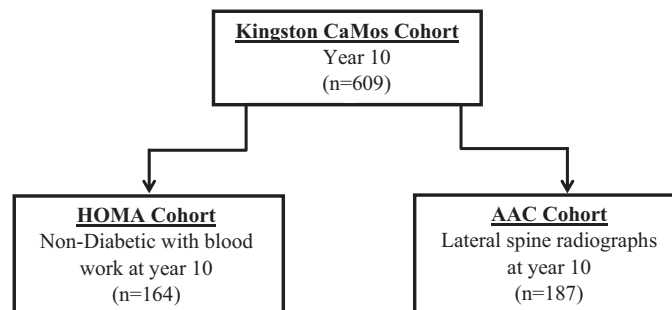 Kingston CaMos Cohort
Year 10
(n=609)
HOMA Cohort
Non-Diabetic with blood
work at year 10
(n=164)
AAC Cohort
Lateral spine radiographs
at year 10
(n=187)